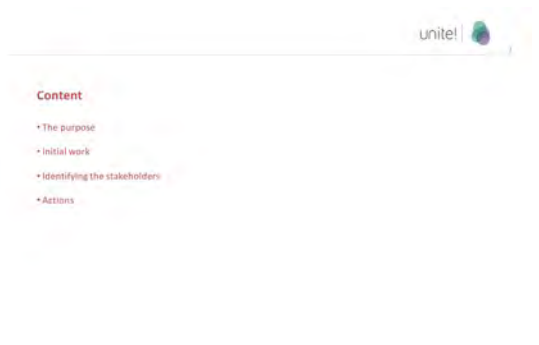 unite!
Content
• The purpose
• Initial work
• Identifying the stakeholders
• Actions